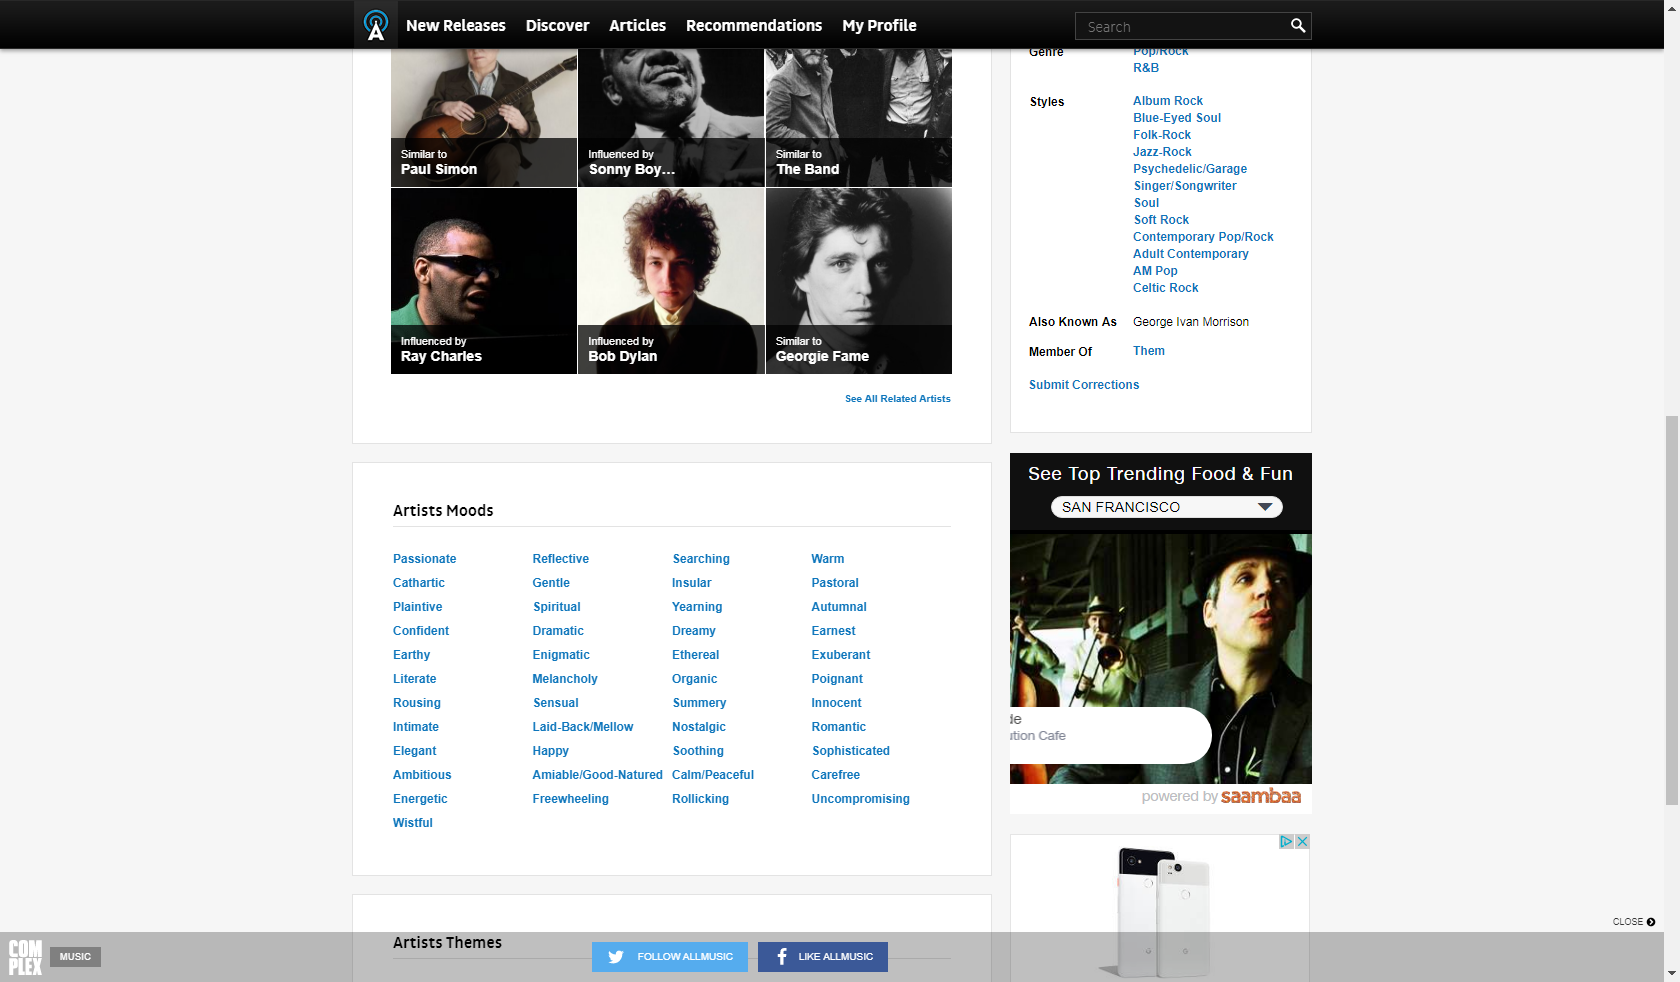 New Releases Discover Articles Recommendations My Profile Search
Similar to
Paul Simon
Influenced by
Sonny Boy...
Similar to
The Band
Influenced by
Ray Charles
Influenced by
Bob Dylan
Similar to
Georgie Fame
See All Related Artists
Genre Pop/Rock
R&B
Styles Album Rock
Blue-Eyed Soul
Folk-Rock
Jazz-Rock
Psychedelic/Garage
Singer/Songwriter
Soul
Soft Rock
Contemporary Pop/Rock
Adult Contemporary
AM Pop
Celtic Rock
Also Known As George Ivan Morrison
Member Of Them
Submit Corrections
Artists Moods
Passionate Reflective Searching Warm
Cathartic Gentle Insular Pastoral
Plaintive Spiritual Yearning Autumnal
Confident Dramatic Dreamy Earnest
Earthy Enigmatic Ethereal Exuberant
Literate Melancholy Organic Poignant
Rousing Sensual Summery Innocent
Intimate Laid-Back/Mellow Nostalgic Romantic
Elegant Happy Soothing Sophisticated
Ambitious Amiable/Good-Natured Calm/Peaceful Carefree
Energetic Freewheeling Rollicking Uncompromising
Wistful
See Top Trending Food & Fun
SAN FRANCISCO
de
ution Cafe
powered by saambaa
Artists Themes
CLOSE
COM
PLEX
MUSIC
FOLLOW ALLMUSIC
LIKE ALLMUSIC